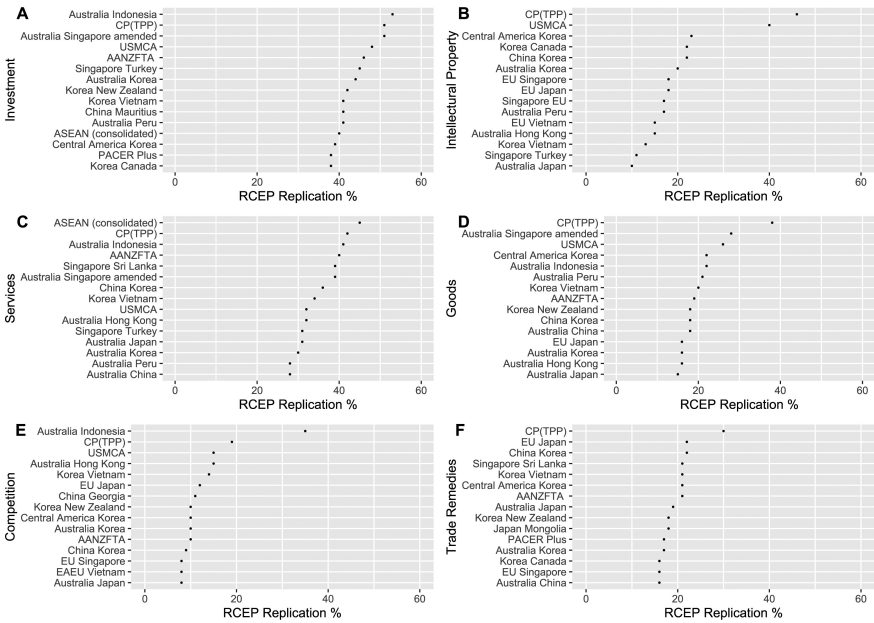 A
Investment
Australia Indonesia
CP(TPP)
Australia Singapore amended
USMCA
AANZFTA
Singapore Turkey
Australia Korea
Korea New Zealand
Korea Vietnam
China Mauritius
Australia Peru
ASEAN (consolidated)
Central America Korea
PACER Plus
Korea Canada
0 20 40 60
RCEP Replication %
B
Intellectural Property
CP(TPP)
USMCA
Central America Korea
Korea Canada
China Korea
Australia Korea
EU Singapore
EU Japan
Singapore EU
Australia Peru
EU Vietnam
Australia Hong Kong
Korea Vietnam
Singapore Turkey
Australia Japan
0 20 40 60
RCEP Replication %
C
Services
ASEAN (consolidated)
CP(TPP)
Australia Indonesia
AANZFTA
Singapore Sri Lanka
Australia Singapore amended
China Korea
Korea Vietnam
USMCA
Australia Hong Kong
Singapore Turkey
Australia Japan
Australia Korea
Australia Peru
Australia China
0 20 40 60
RCEP Replication %
D
Goods
CP(TPP)
Australia Singapore amended
USMCA
Central America Korea
Australia Indonesia
Australia Peru
Korea Vietnam
AANZFTA
Korea New Zealand
China Korea
Australia China
EU Japan
Australia Korea
Australia Hong Kong
Australia Japan
0 20 40 60
RCEP Replication %
E
Competition
Australia Indonesia
CP(TPP)
USMCA
Australia Hong Kong
Korea Vietnam
EU Japan
China Georgia
Korea New Zealand
Central America Korea
Australia Korea
AANZFTA
China Korea
EU Singapore
EAEU Vietnam
Australia Japan
0 20 40 60
RCEP Replication %
F
Trade Remedies
CP(TPP)
EU Japan
China Korea
Singapore Sri Lanka
Korea Vietnam
Central America Korea
AANZFTA
Australia Japan
Korea New Zealand
Japan Mongolia
PACER Plus
Australia Korea
Korea Canada
EU Singapore
Australia China
0 20 40 60
RCEP Replication %